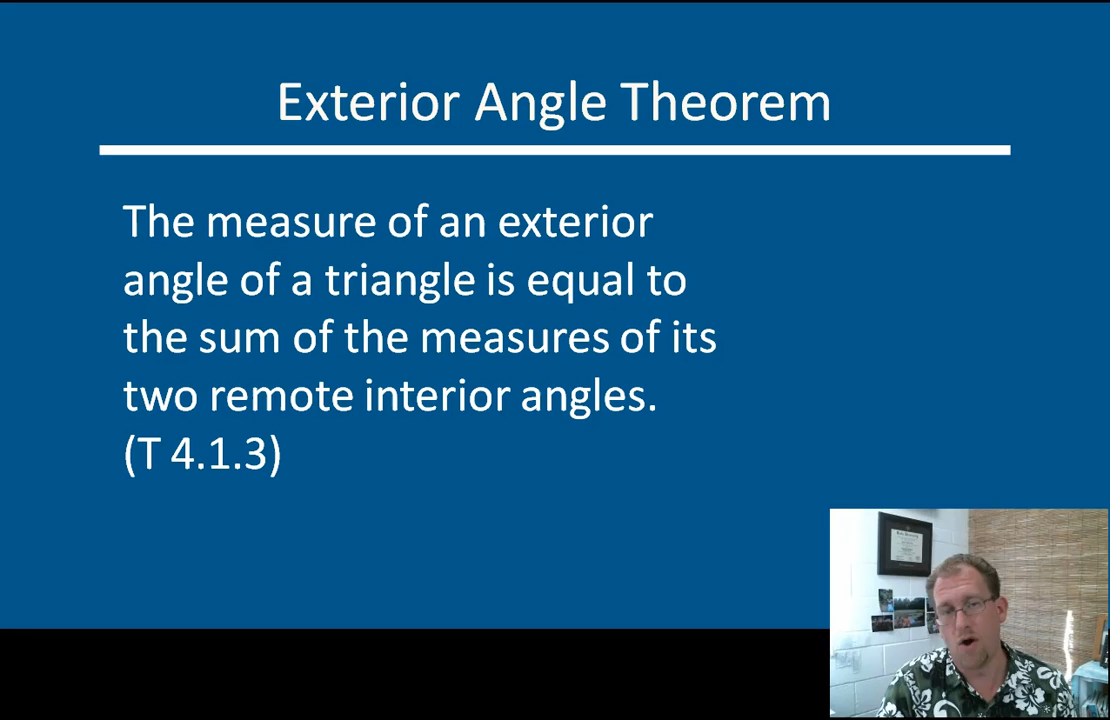 Exterior Angle Theorem
The measure of an exterior
angle of a triangle is equal to
the sum of the measures of its
two remote interior angles.
(T 4.1.3)